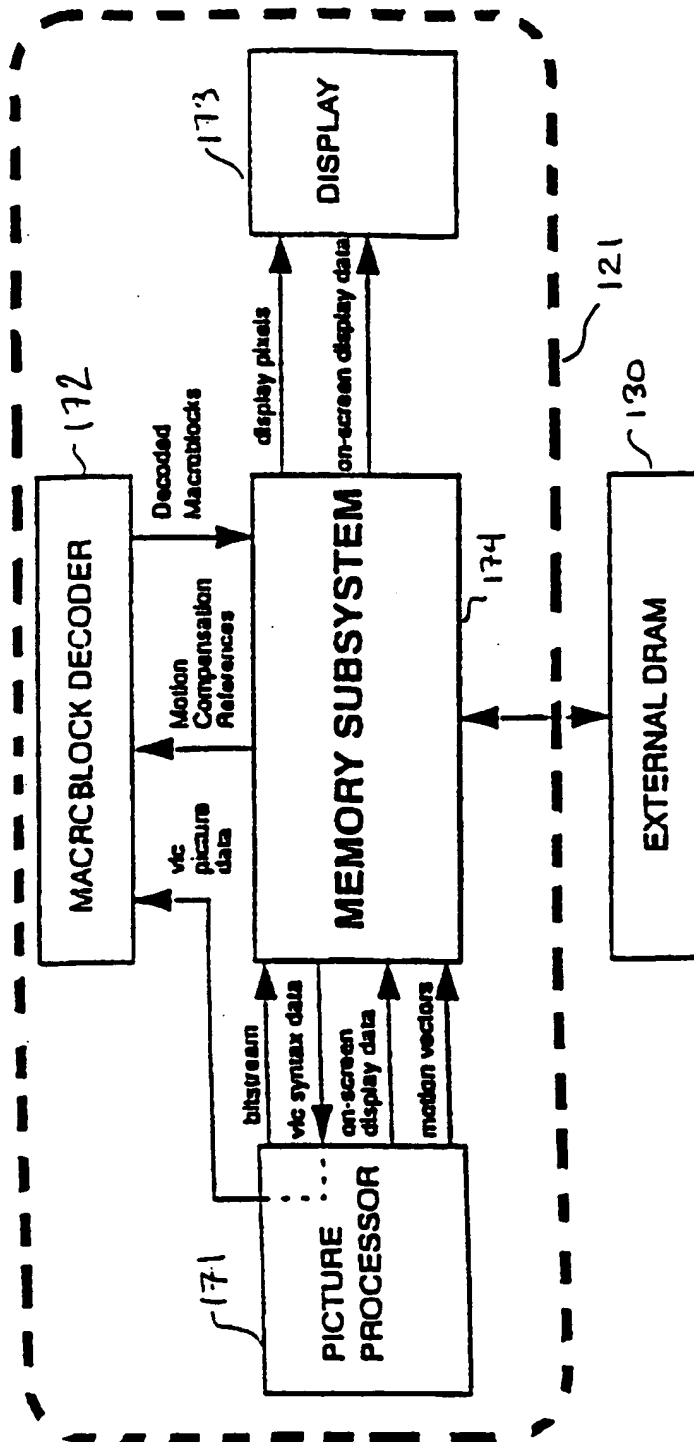 172
MACRCBLOCK DECODER
vlc
picture
data
Motion
Compensation
References
Decoded
Macroblocks
171
PICTURE
PROCESSOR
bitstream
vlc syntax data
on-screen
display data
motion vectors
MEMORY SUBSYSTEM
174
display pixels
on-screen display data
173
DISPLAY
121
130
EXTERNAL DRAM